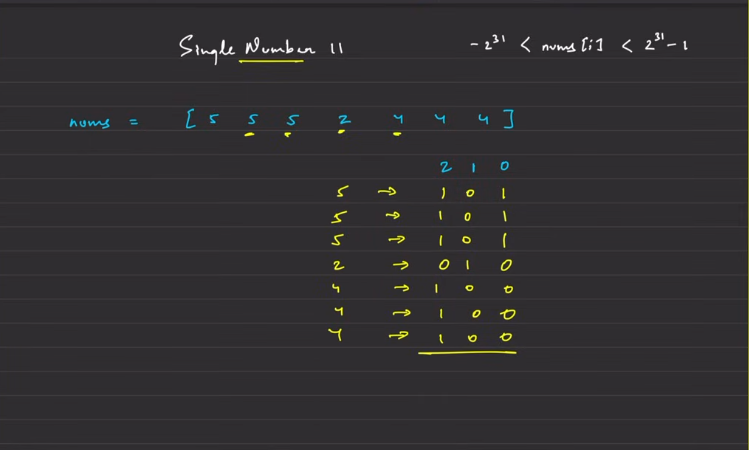 Single Number 11
-2^31 < nums[i] < 2^31-1
nums = [ 5 5 5 2 4 4 4 ]
2 1 0
5 → 1 0 1
5 → 1 0 1
5 → 1 0 1
2 → 0 1 0
4 → 1 0 0
4 → 1 0 0
4 → 1 0 0